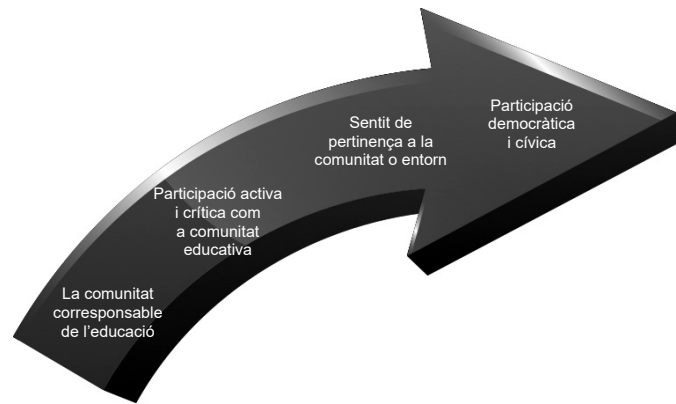 La comunitat
corresponsable
de l’educació
Participació activa
i crítica com
a comunitat
educativa
Sentit de
pertinença a la
comunitat o entorn
Participació
democràtica
i cívica